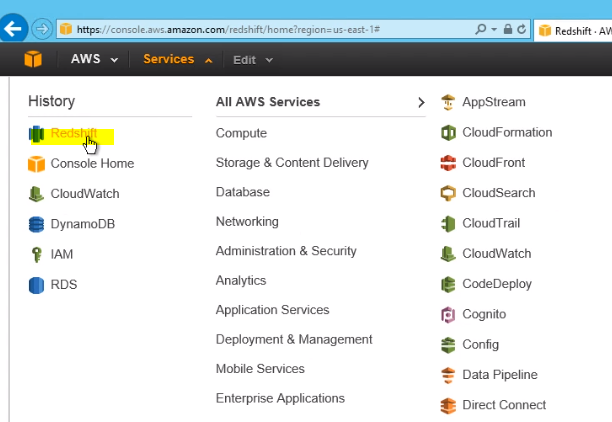 https://console.aws.amazon.com/redshift/home?region=us-east-1#
Redshift · AW
AWS Services Edit
History
Redshift
Console Home
CloudWatch
DynamoDB
IAM
RDS
All AWS Services
Compute
Storage & Content Delivery
Database
Networking
Administration & Security
Analytics
Application Services
Deployment & Management
Mobile Services
Enterprise Applications
AppStream
CloudFormation
CloudFront
CloudSearch
CloudTrail
CloudWatch
CodeDeploy
Cognito
Config
Data Pipeline
Direct Connect